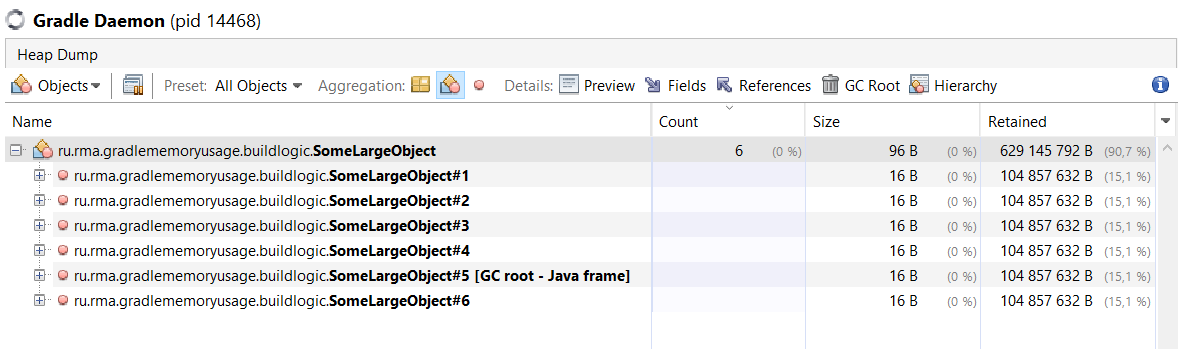 Gradle Daemon (pid 14468)
Heap Dump
Objects Preset: All Objects Aggregation: Details: Preview Fields References GC Root Hierarchy
Name Count Size Retained
ru.rma.gradlememoryusage.buildlogic.SomeLargeObject 6 (0 %) 96 B (0 %) 629 145 792 B (90,7 %)
ru.rma.gradlememoryusage.buildlogic.SomeLargeObject#1 16 B (0 %) 104 857 632 B (15,1 %)
ru.rma.gradlememoryusage.buildlogic.SomeLargeObject#2 16 B (0 %) 104 857 632 B (15,1 %)
ru.rma.gradlememoryusage.buildlogic.SomeLargeObject#3 16 B (0 %) 104 857 632 B (15,1 %)
ru.rma.gradlememoryusage.buildlogic.SomeLargeObject#4 16 B (0 %) 104 857 632 B (15,1 %)
ru.rma.gradlememoryusage.buildlogic.SomeLargeObject#5 [GC root - Java frame] 16 B (0 %) 104 857 632 B (15,1 %)
ru.rma.gradlememoryusage.buildlogic.SomeLargeObject#6 16 B (0 %) 104 857 632 B (15,1 %)